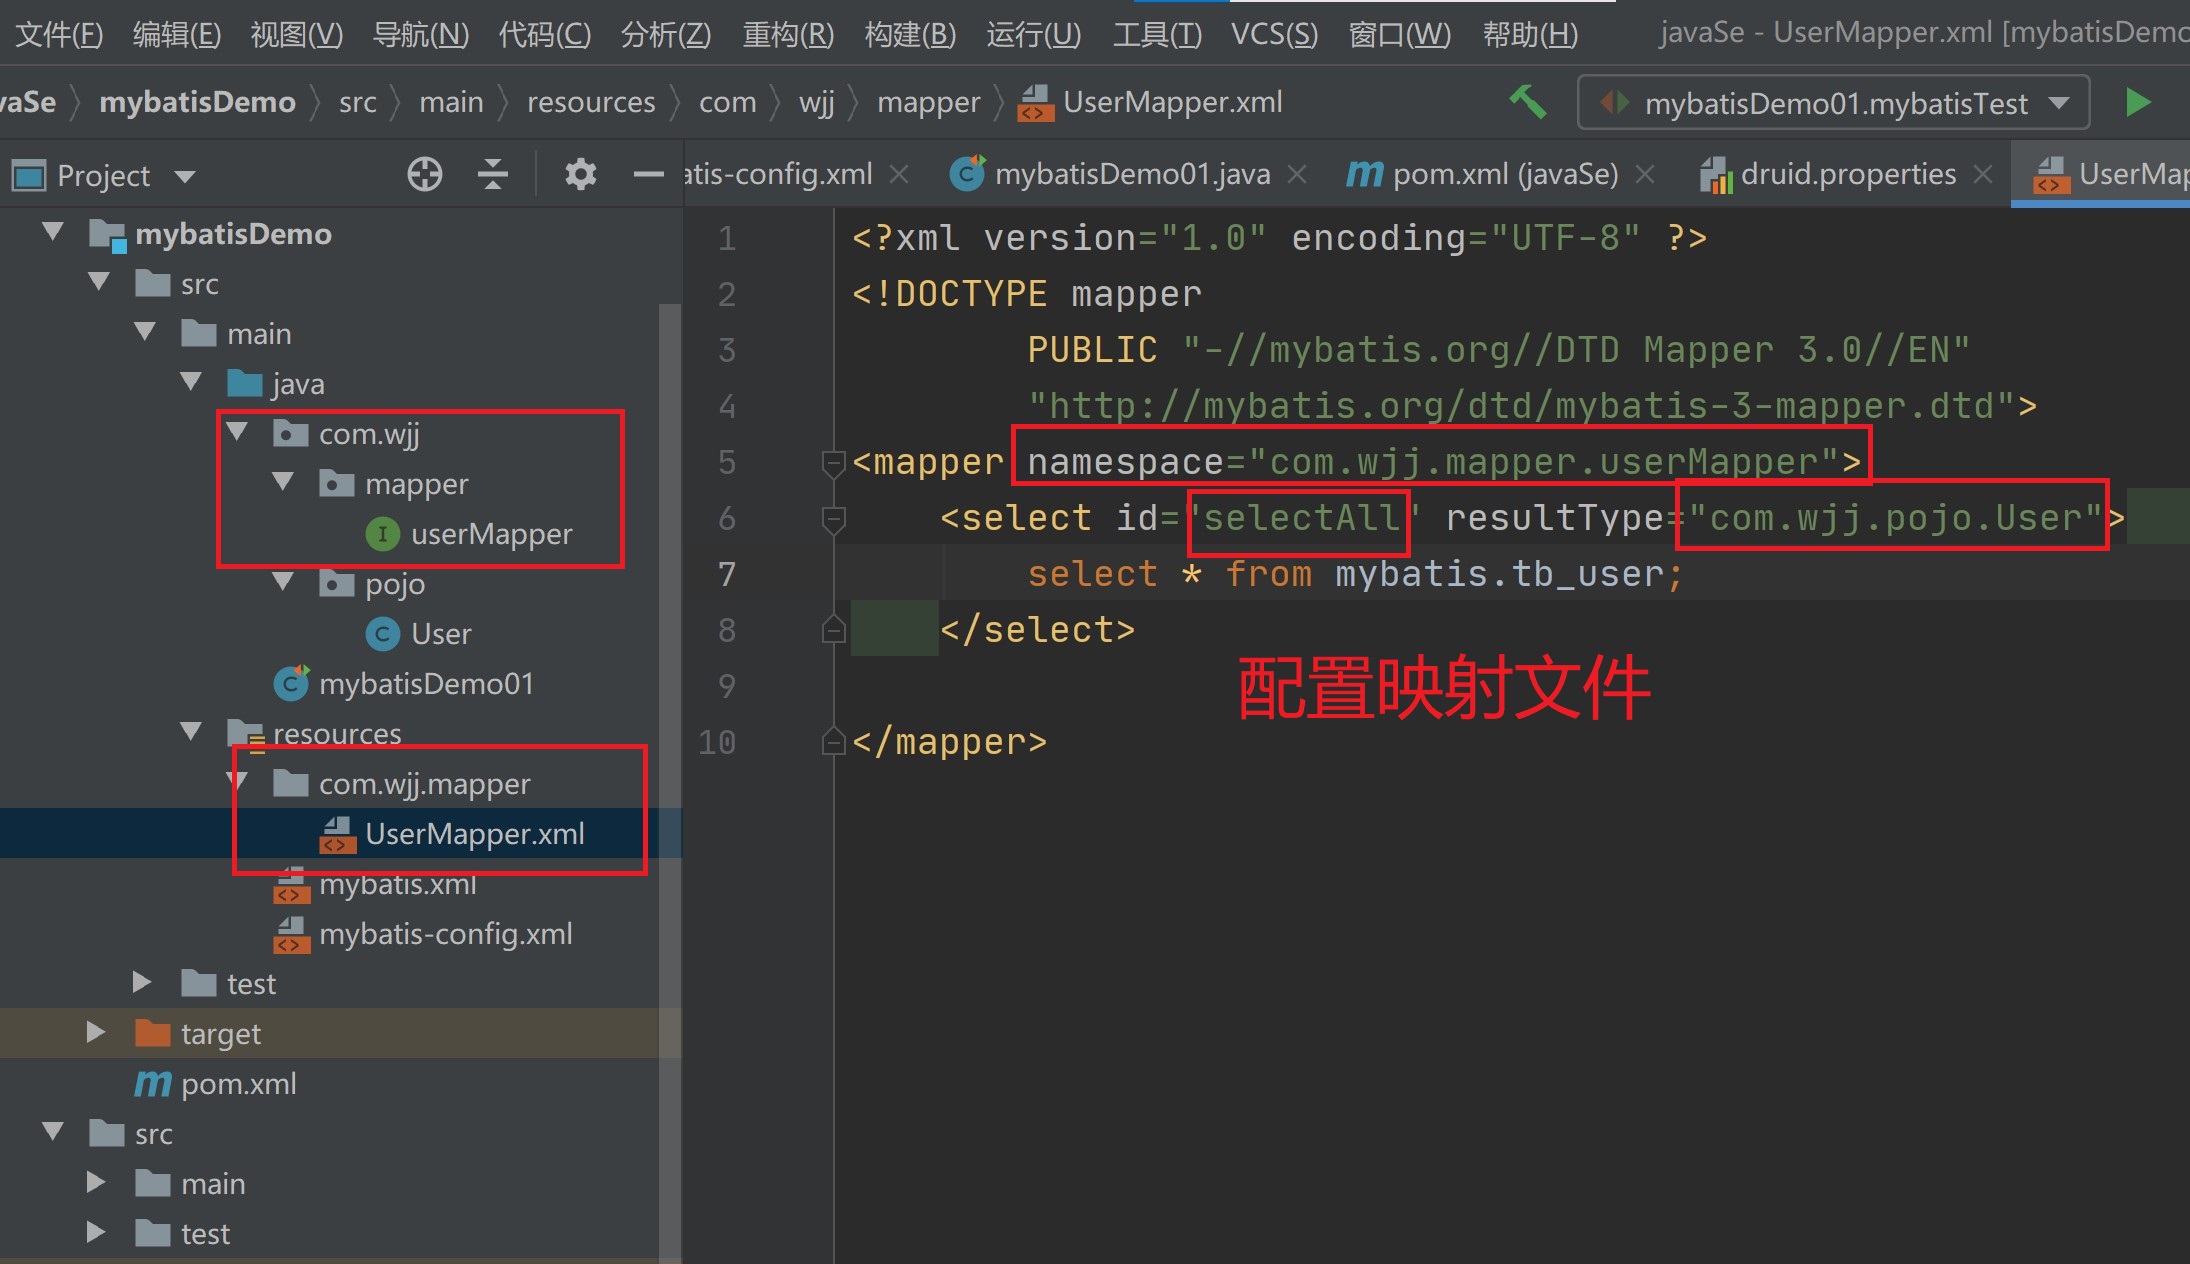 文件(F) 编辑(E) 视图(V) 导航(N) 代码(C) 分析(Z) 重构(R) 构建(B) 运行(U) 工具(T) VCS(S) 窗口(W) 帮助(H) javaSe - UserMapper.xml [mybatisDemo
vaSe mybatisDemo src main resources com wjj mapper UserMapper.xml mybatisDemo01.mybatisTest
Project
atis-config.xml mybatisDemo01.java pom.xml (javaSe) druid.properties UserMap
mybatisDemo
src
main
java
com.wjj
mapper
userMapper
pojo
User
mybatisDemo01
resources
com.wjj.mapper
UserMapper.xml
mybatis.xml
mybatis-config.xml
test
target
pom.xml
src
main
test
1 <?xml version="1.0" encoding="UTF-8" ?>
2 <!DOCTYPE mapper
3 PUBLIC "-//mybatis.org//DTD Mapper 3.0//EN"
4 "http://mybatis.org/dtd/mybatis-3-mapper.dtd">
5 <mapper namespace="com.wjj.mapper.userMapper">
6 <select id="selectAll" resultType="com.wjj.pojo.User">
7 select * from mybatis.tb_user;
8 </select>
9
10 </mapper>
配置映射文件